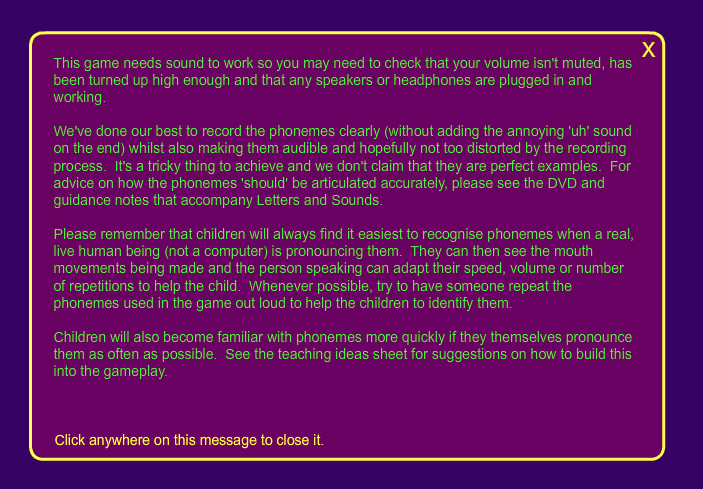 X
This game needs sound to work so you may need to check that your volume isn't muted, has
been turned up high enough and that any speakers or headphones are plugged in and
working.
We've done our best to record the phonemes clearly (without adding the annoying 'uh' sound
on the end) whilst also making them audible and hopefully not too distorted by the recording
process.  It's a tricky thing to achieve and we don't claim that they are perfect examples.  For
advice on how the phonemes 'should' be articulated accurately, please see the DVD and
guidance notes that accompany Letters and Sounds.
Please remember that children will always find it easiest to recognise phonemes when a real,
live human being (not a computer) is pronouncing them.  They can then see the mouth
movements being made and the person speaking can adapt their speed, volume or number
of repetitions to help the child.  Whenever possible, try to have someone repeat the
phonemes used in the game out loud to help the children to identify them.
Children will also become familiar with phonemes more quickly if they themselves pronounce
them as often as possible.  See the teaching ideas sheet for suggestions on how to build this
into the gameplay.
Click anywhere on this message to close it.